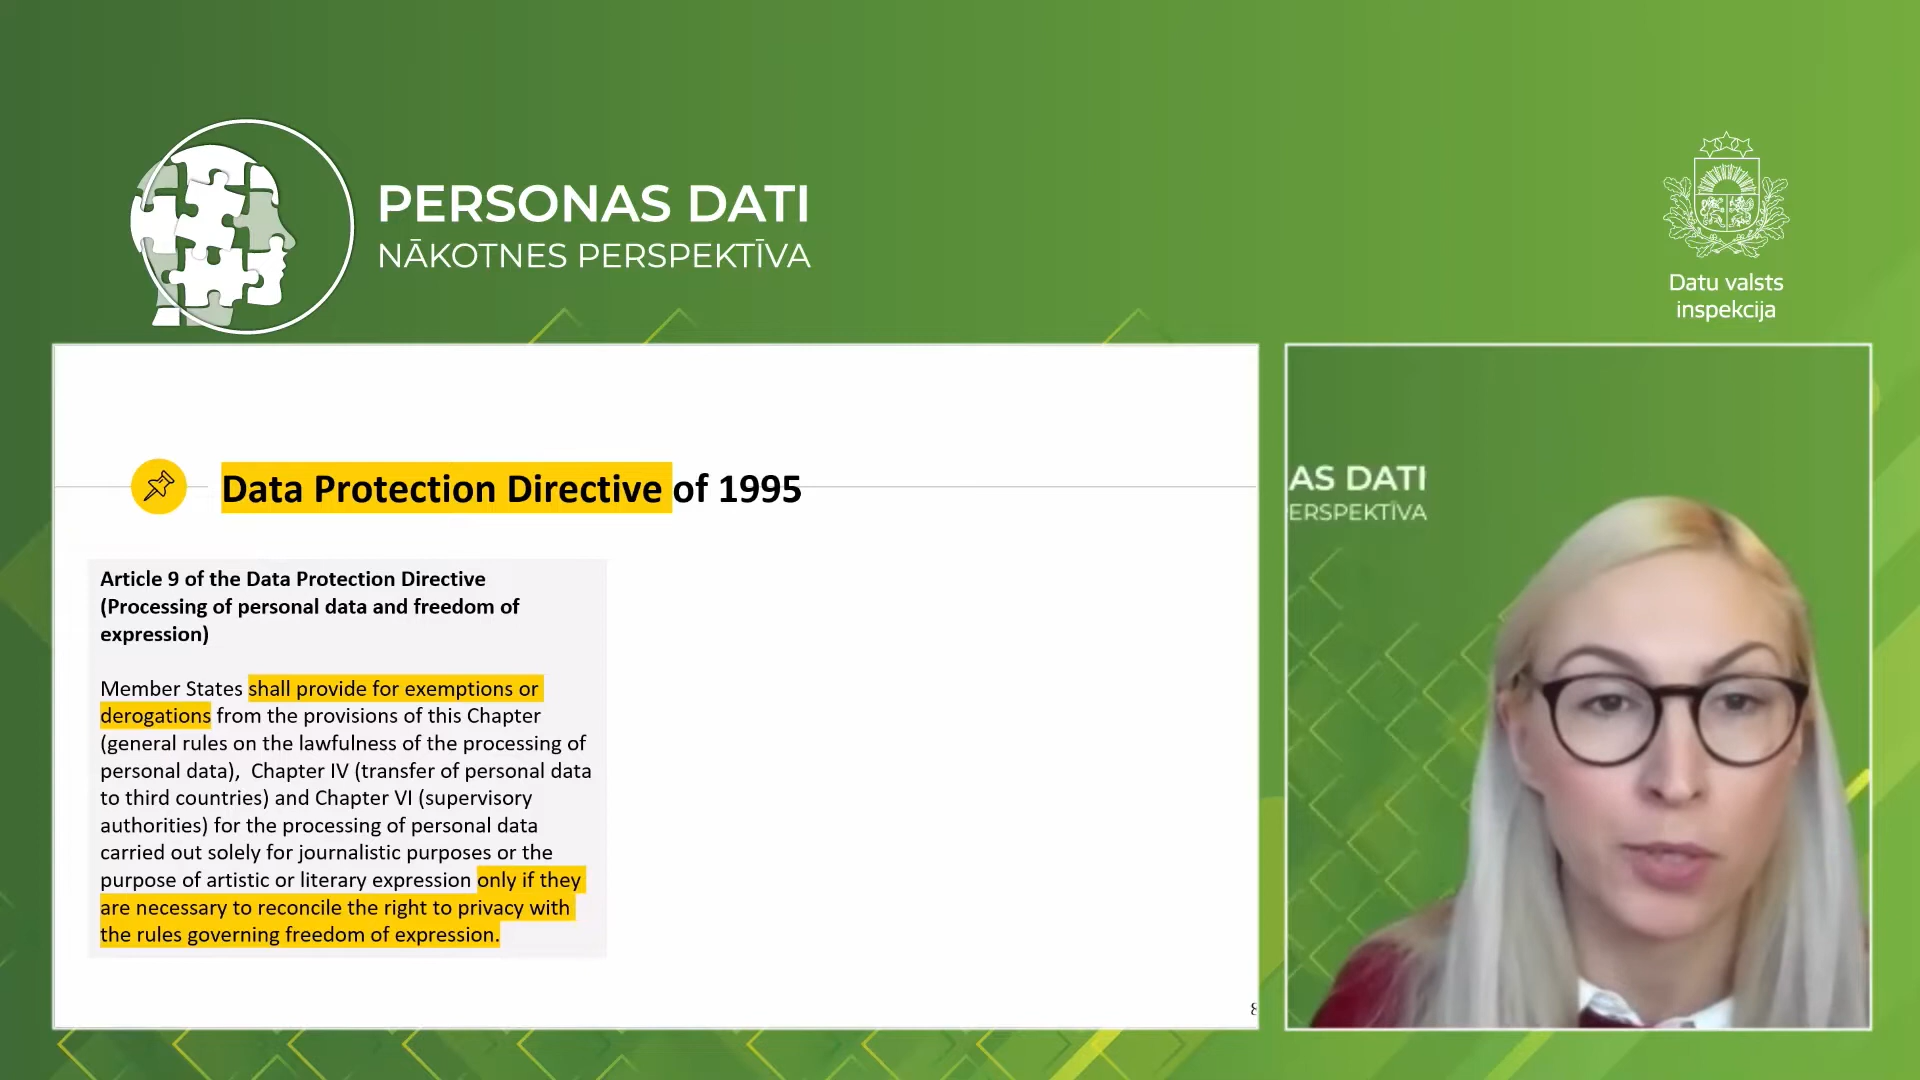 PERSONAS DATI
NĀKOTNES PERSPEKTĪVA
Datu valsts
inspekcija
Data Protection Directive of 1995
Article 9 of the Data Protection Directive
(Processing of personal data and freedom of
expression)
Member States shall provide for exemptions or
derogations from the provisions of this Chapter
(general rules on the lawfulness of the processing of
personal data), Chapter IV (transfer of personal data
to third countries) and Chapter VI (supervisory
authorities) for the processing of personal data
carried out solely for journalistic purposes or the
purpose of artistic or literary expression only if they
are necessary to reconcile the right to privacy with
the rules governing freedom of expression.
AS DATI
ERSPEKTĪVA